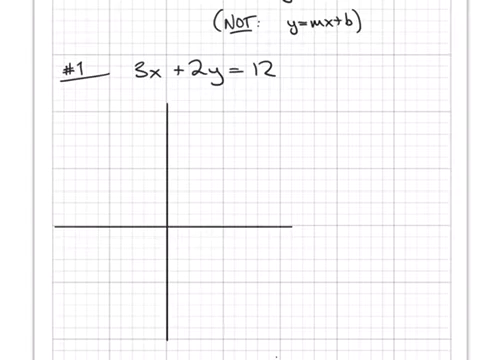 (NOT: y=mx+b)
#1 3x + 2y = 12